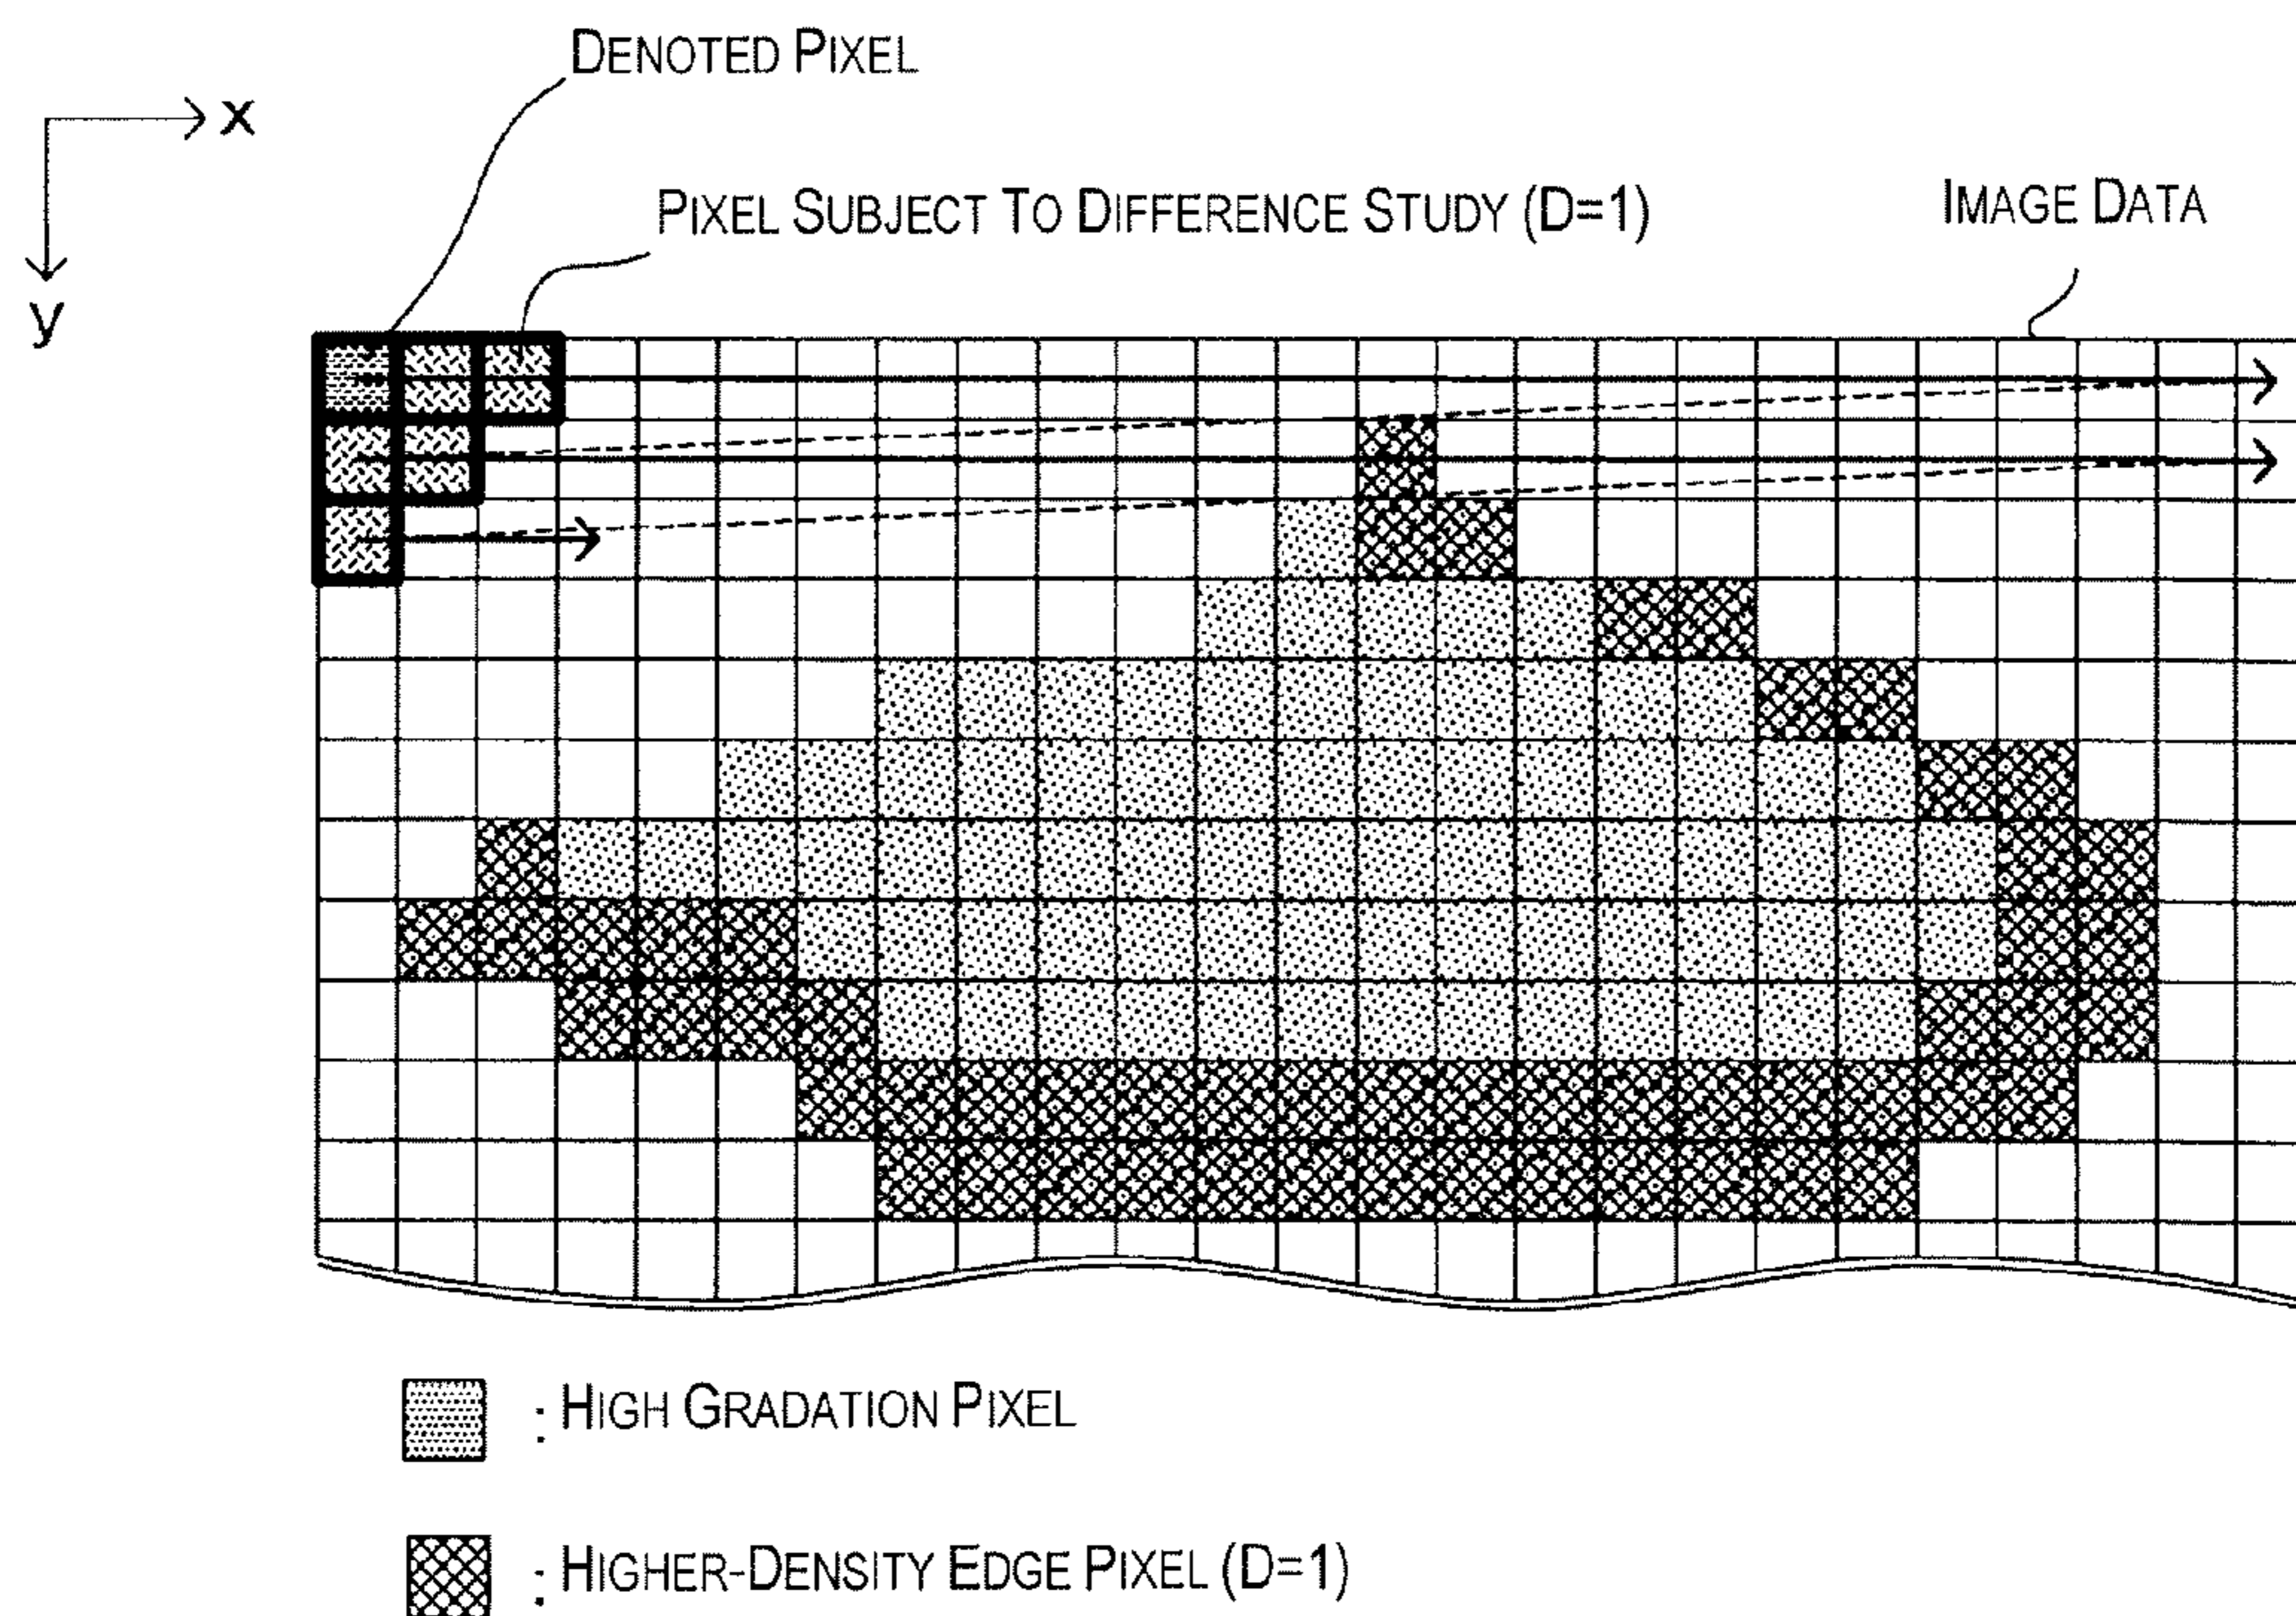 DENOTED PIXEL
x
PIXEL SUBJECT TO DIFFERENCE STUDY (D=1)
IMAGE DATA
y
: HIGH GRADATION PIXEL
: HIGHER-DENSITY EDGE PIXEL (D=1)